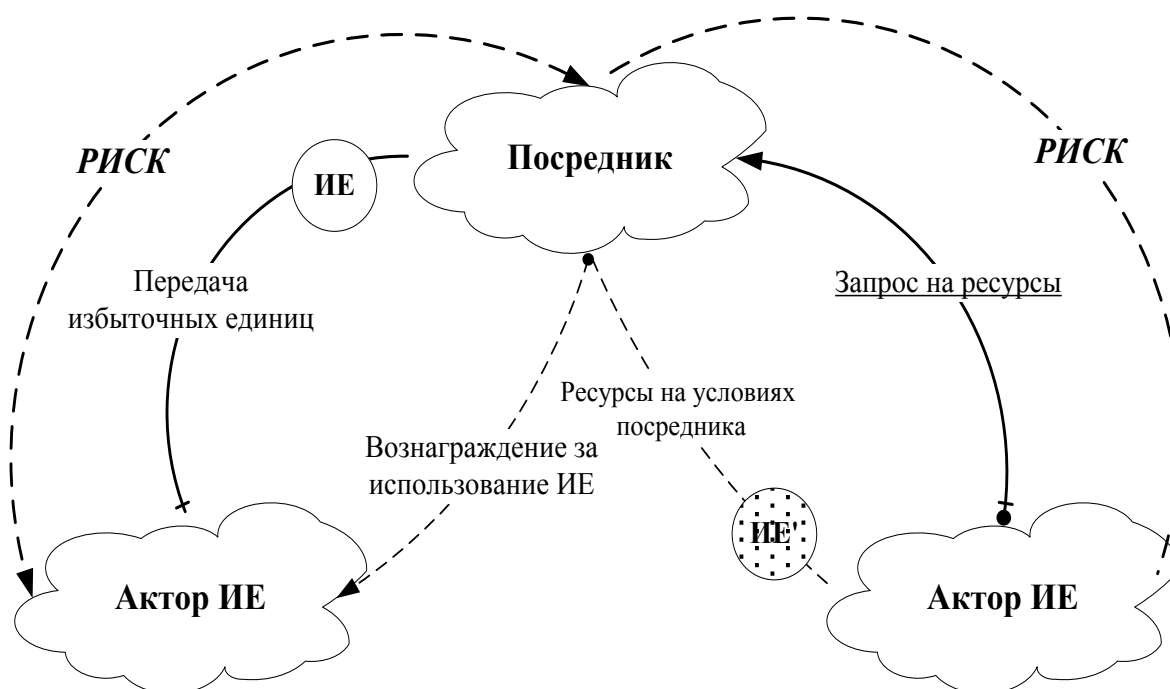 РИСК
Посредник
РИСК
ИЕ
Передача
избыточных единиц
Запрос на ресурсы
Ресурсы на условиях
посредника
Вознаграждение за
использование ИЕ
ИЕ'
Актор ИЕ
Актор ИЕ